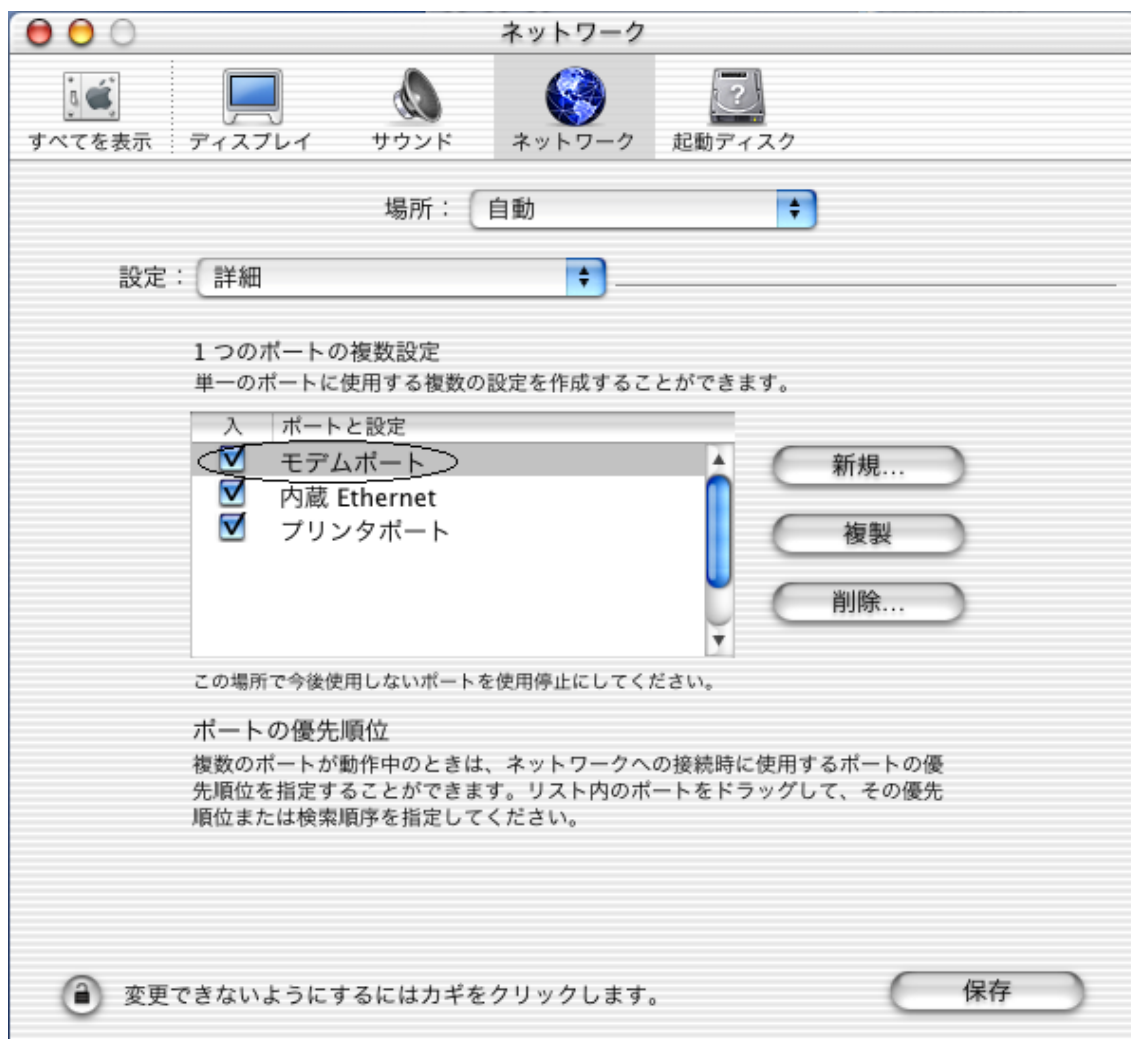 ネットワーク
すべてを表示 ディスプレイ サウンド ネットワーク 起動ディスク
場所： 自動
設定： 詳細
1 つのポートの複数設定
単一のポートに使用する複数の設定を作成することができます。
入 ポートと設定
モデムポート
新規...
内蔵 Ethernet
プリンタポート
複製
削除...
この場所で今後使用しないポートを使用停止にしてください。
ポートの優先順位
複数のポートが動作中のときは、ネットワークへの接続時に使用するポートの優
先順位を指定することができます。リスト内のポートをドラッグして、その優先
順位または検索順序を指定してください。
変更できないようにするにはカギをクリックします。
保存